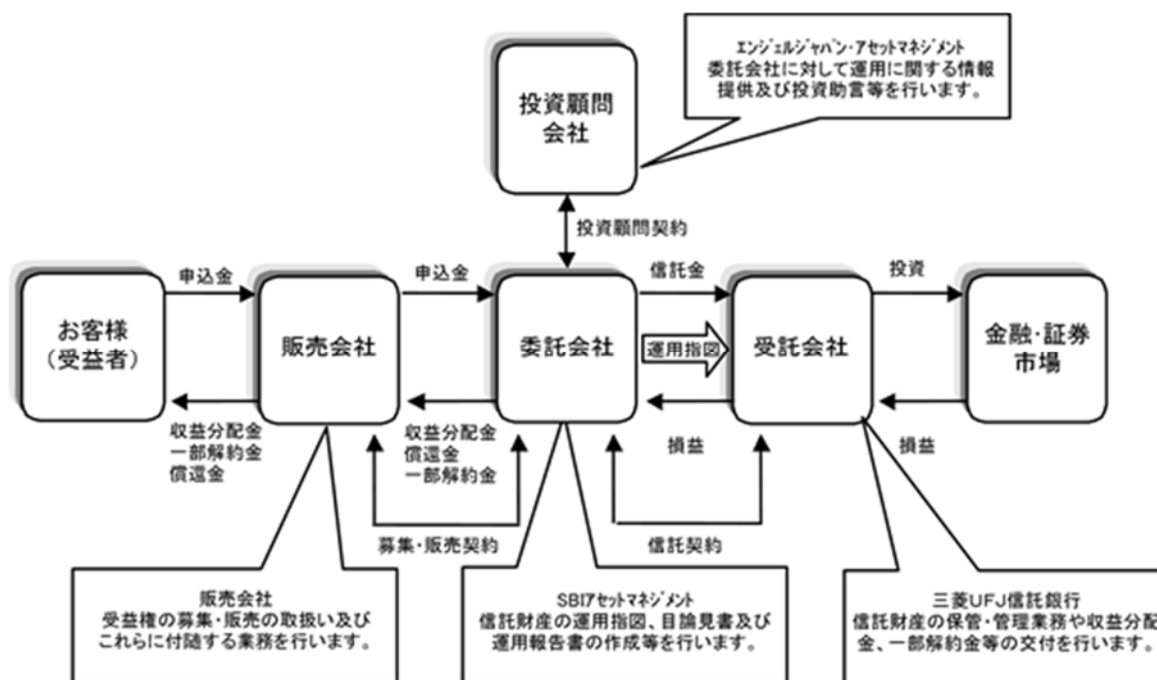 エンジェルジャパン・アセットマネジメント
委託会社に対して運用に関する情報
提供及び投資助言等を行います。
投資顧問
会社
投資顧問契約
申込金
申込金
信託金
投資
お客様
（受益者）
販売会社
委託会社
運用指図
受託会社
金融・証券
市場
収益分配金
一部解約金
償還金
収益分配金
償還金
一部解約金
損益
損益
募集・販売契約
信託契約
販売会社
受益権の募集・販売の取扱い及び
これらに付随する業務を行います。
SBIアセットマネジメント
信託財産の運用指図、目論見書及び
運用報告書の作成等を行います。
三菱UFJ信託銀行
信託財産の保管・管理業務や収益分配
金、一部解約金等の交付を行います。